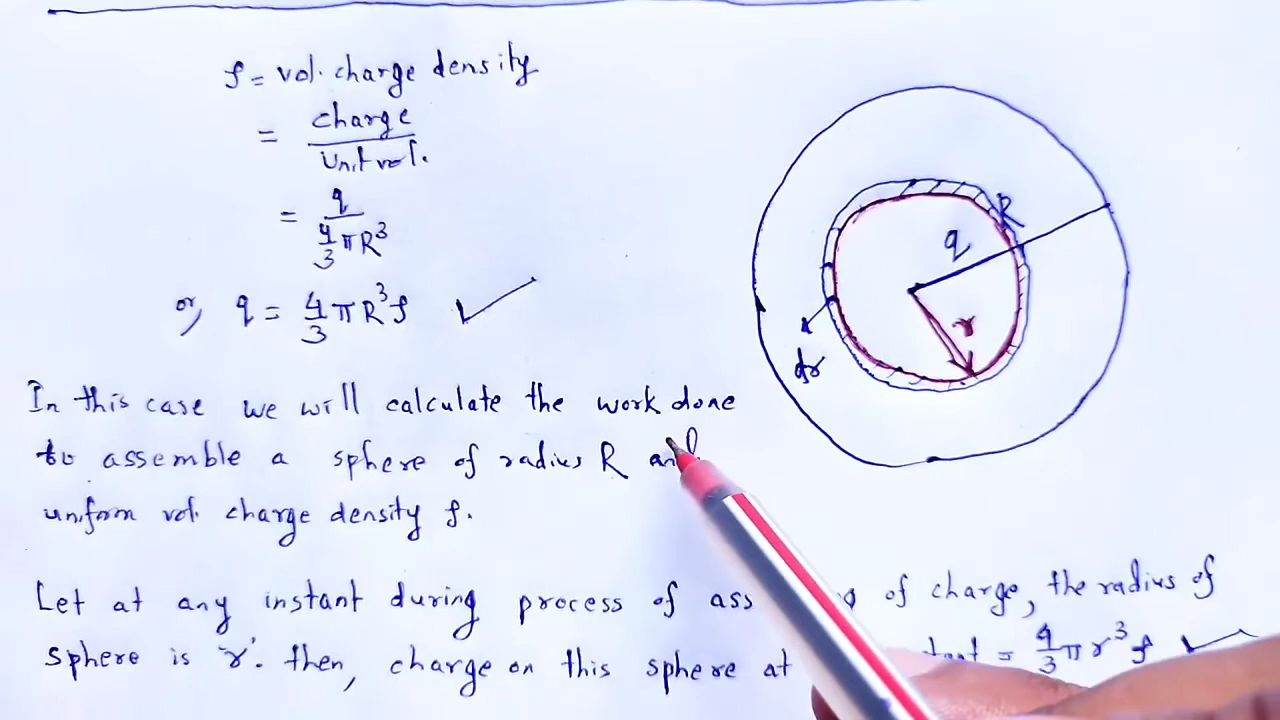 ρ = vol. charge density
= charge / unit vol.
= q / 4/3 πR³
or, q = 4/3 πR³ρ ✓
R
q
r
dr
In this case we will calculate the work done
to assemble a sphere of radius R and
uniform vol. charge density ρ.
Let at any instant during process of ass of charge, the radius of
sphere is 'r'. then, charge on this sphere at = 4/3 πr³ρ ✓